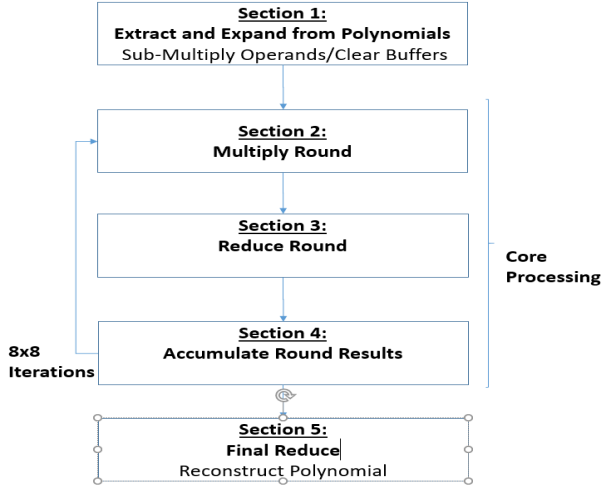 Section 1:
Extract and Expand from Polynomials
Sub-Multiply Operands/Clear Buffers
Section 2:
Multiply Round
Section 3:
Reduce Round
Core
Processing
Section 4:
Accumulate Round Results
8x8
Iterations
Section 5:
Final Reduce
Reconstruct Polynomial